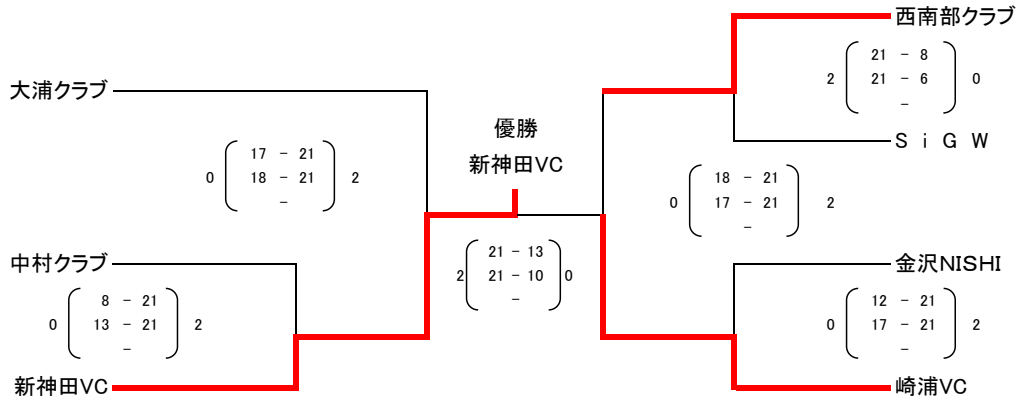 西南部クラブ
21 - 8
2 21 - 6 0
-
大浦クラブ
優勝
新神田VC
S i G W
17 - 21
0 18 - 21 2
-
18 - 21
0 17 - 21 2
-
中村クラブ
21 - 13
2 21 - 10 0
-
金沢NISHI
8 - 21
0 13 - 21 2
-
12 - 21
0 17 - 21 2
-
新神田VC
崎浦VC